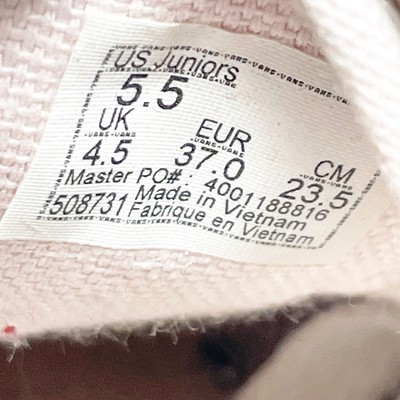 US Juniors
5.5
UK EUR CM
4.5 37.0 23.5
Master PO#: 4001188816
508731 Made in Vietnam
Fabrique en Vietnam